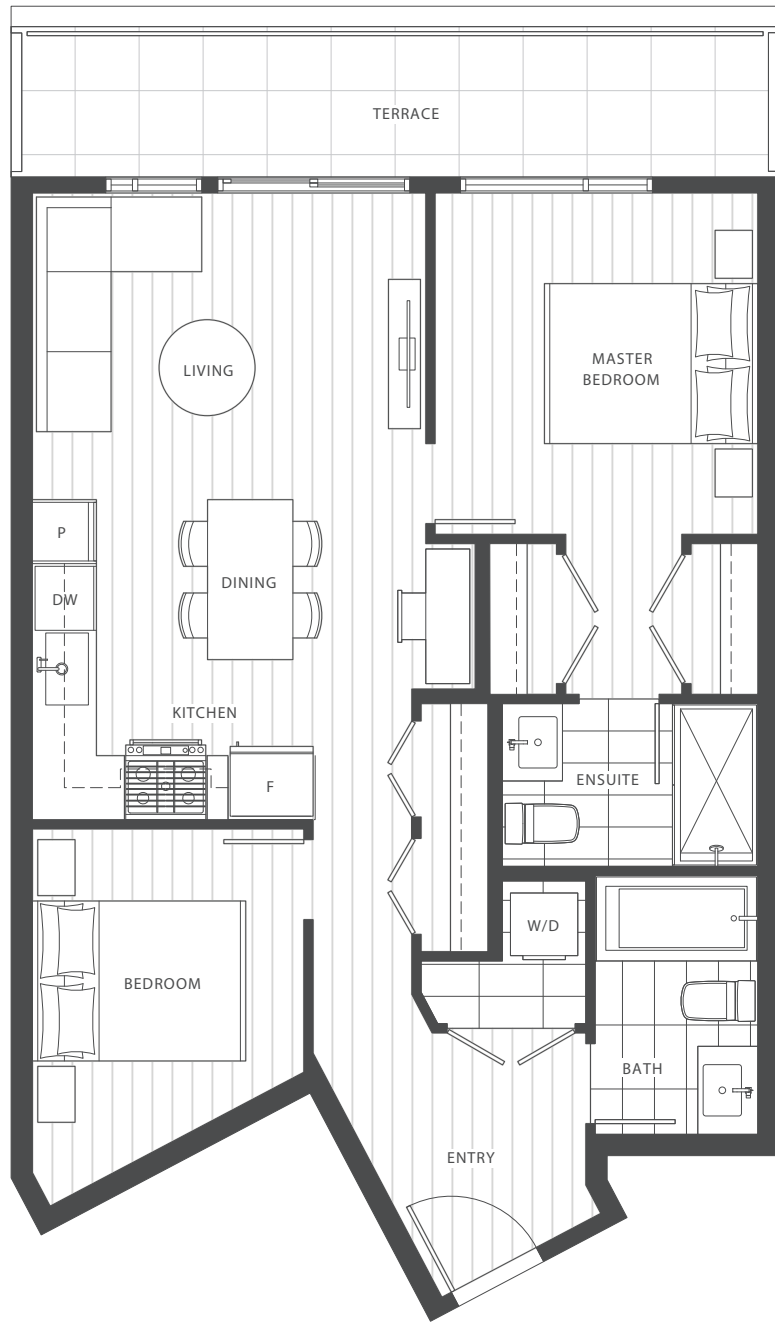 TERRACE
LIVING
MASTER
BEDROOM
P
DW
DINING
KITCHEN
F
ENSUITE
W/D
BEDROOM
BATH
ENTRY